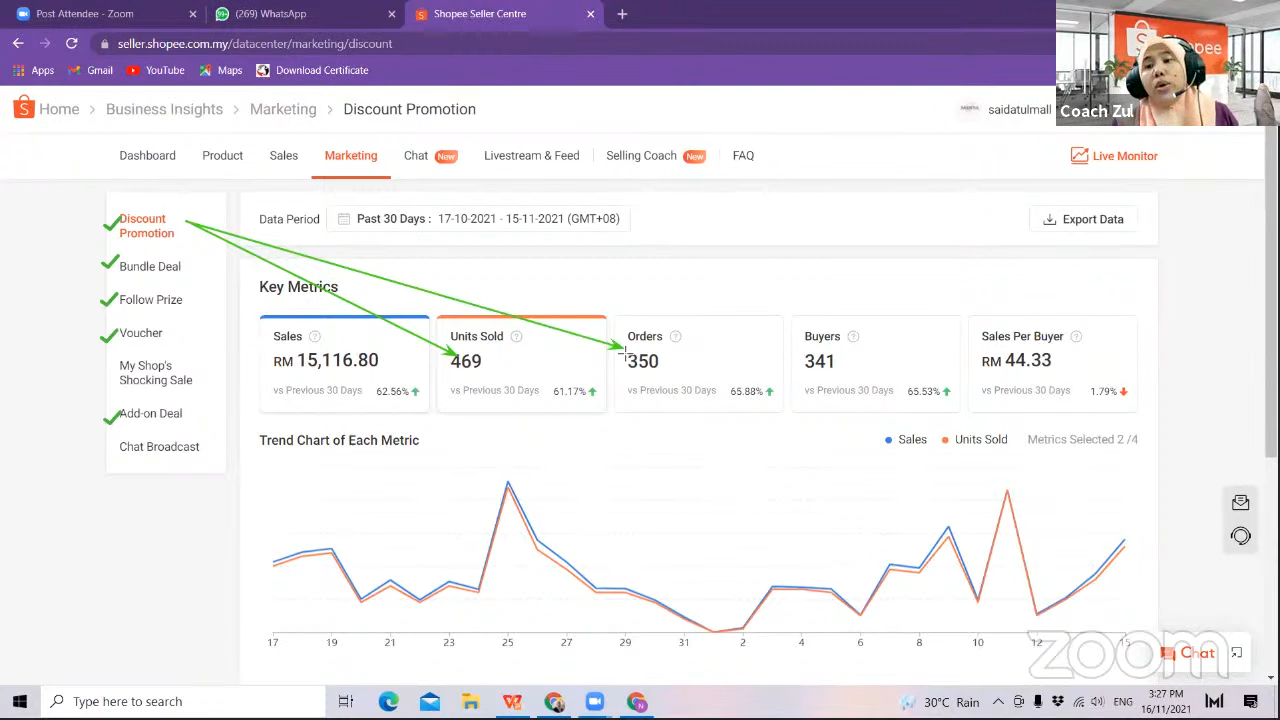 Post Attendee - Zoom
(269) WhatsApp
Shopee Seller Centre
seller.shopee.com.my/datacenter/marketing/discount
Apps
Gmail
YouTube
Maps
Download Certificate
Shopee
Coach Zul
Home > Business Insights > Marketing > Discount Promotion
saidatulmall
Dashboard
Product
Sales
Marketing
Chat New
Livestream & Feed
Selling Coach New
FAQ
Live Monitor
Discount
Promotion
Bundle Deal
Follow Prize
Voucher
My Shop's
Shocking Sale
Add-on Deal
Chat Broadcast
Data Period
Past 30 Days : 17-10-2021 - 15-11-2021 (GMT+08)
Export Data
Key Metrics
Sales ?
RM 15,116.80
vs Previous 30 Days 62.56%
Units Sold ?
469
vs Previous 30 Days 61.17%
Orders ?
350
vs Previous 30 Days 65.88%
Buyers ?
341
vs Previous 30 Days 65.53%
Sales Per Buyer ?
RM 44.33
vs Previous 30 Days 1.79%
Trend Chart of Each Metric
Sales
Units Sold
Metrics Selected 2 /4
17 19 21 23 25 27 29 31 2 4 6 8 10 12 15
zoom
Chat
Type here to search
30°C Rain
ENG
3:27 PM
16/11/2021